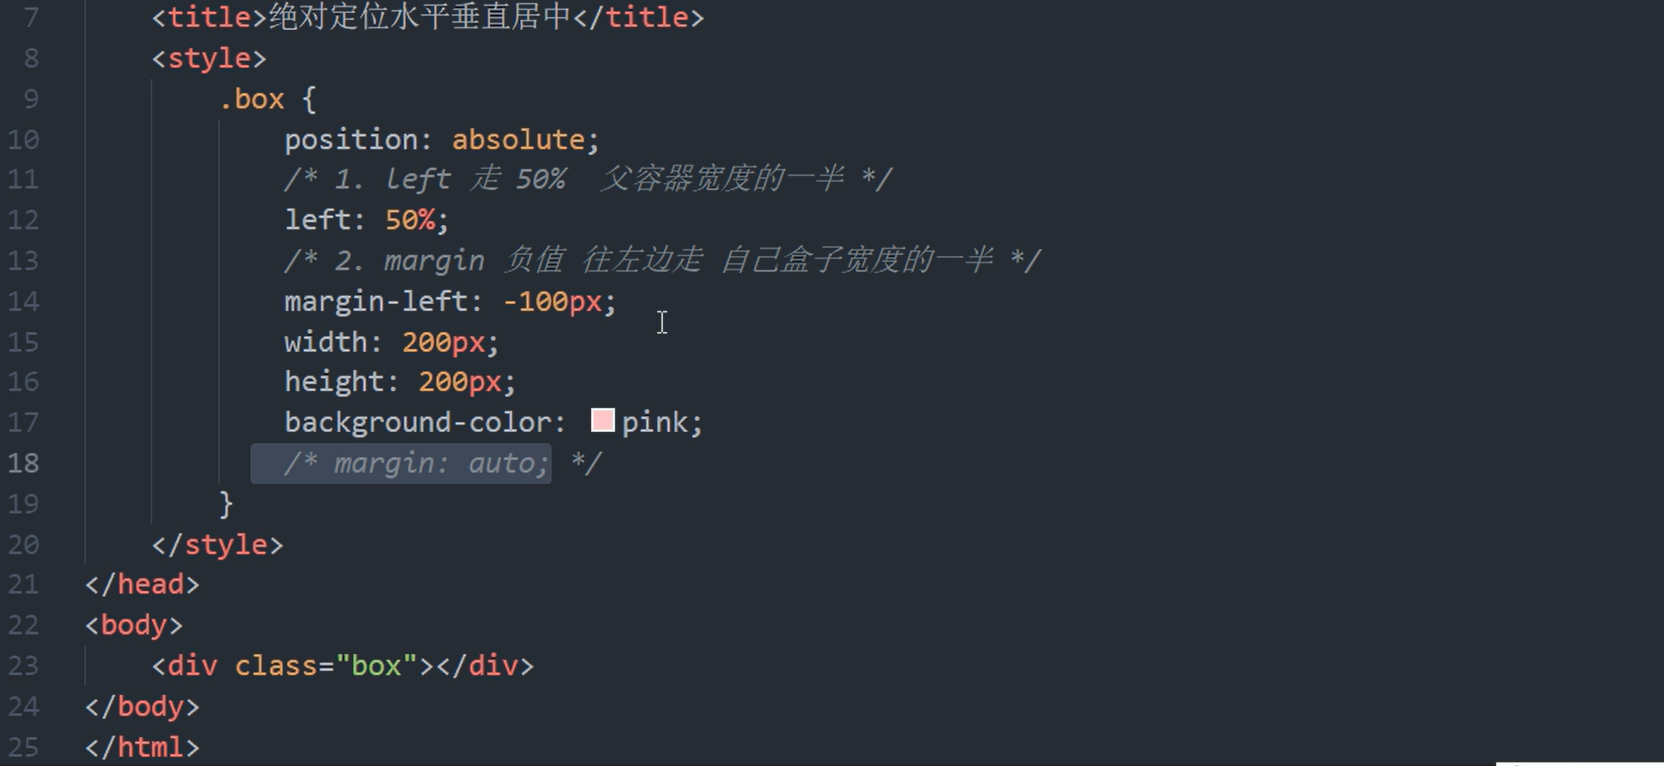 7 <title>绝对定位水平垂直居中</title>
8 <style>
9 .box {
10 position: absolute;
11 /* 1. left 走 50%  父容器宽度的一半 */
12 left: 50%;
13 /* 2. margin 负值 往左边走 自己盒子宽度的一半 */
14 margin-left: -100px;
15 width: 200px;
16 height: 200px;
17 background-color: pink;
18 /* margin: auto; */
19 }
20 </style>
21 </head>
22 <body>
23 <div class="box"></div>
24 </body>
25 </html>